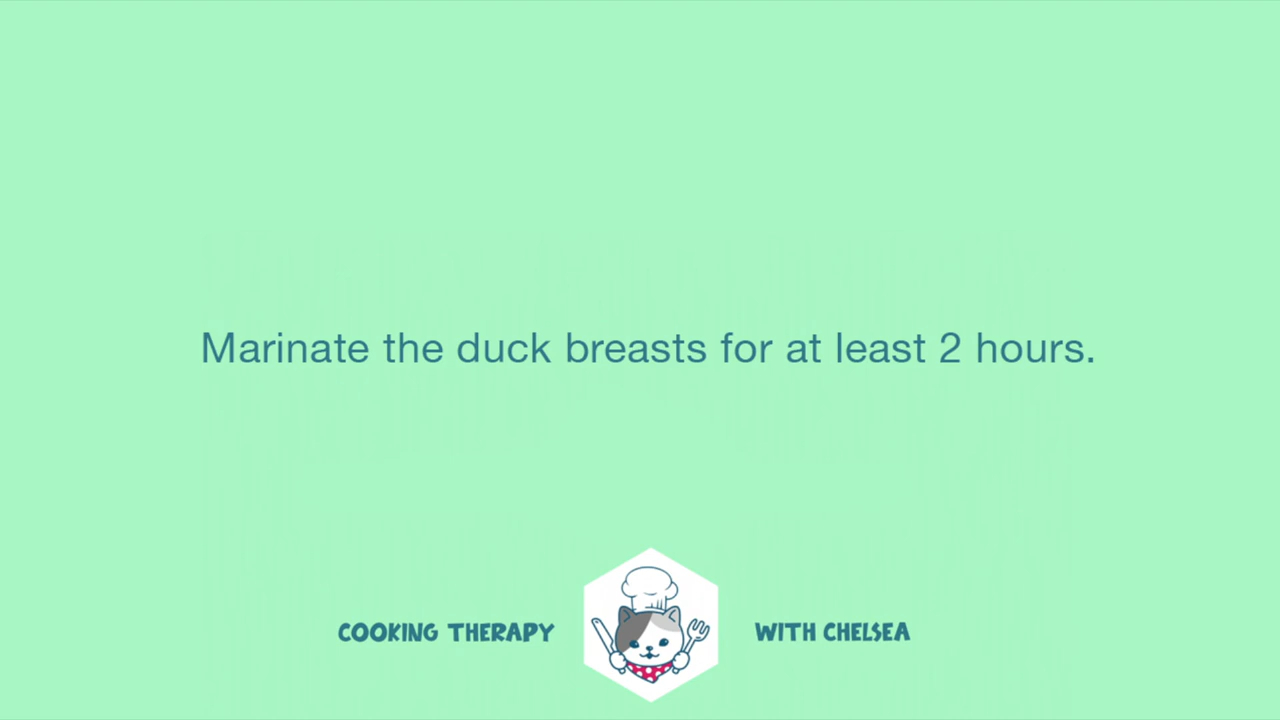 Marinate the duck breasts for at least 2 hours.
COOKING THERAPY WITH CHELSEA